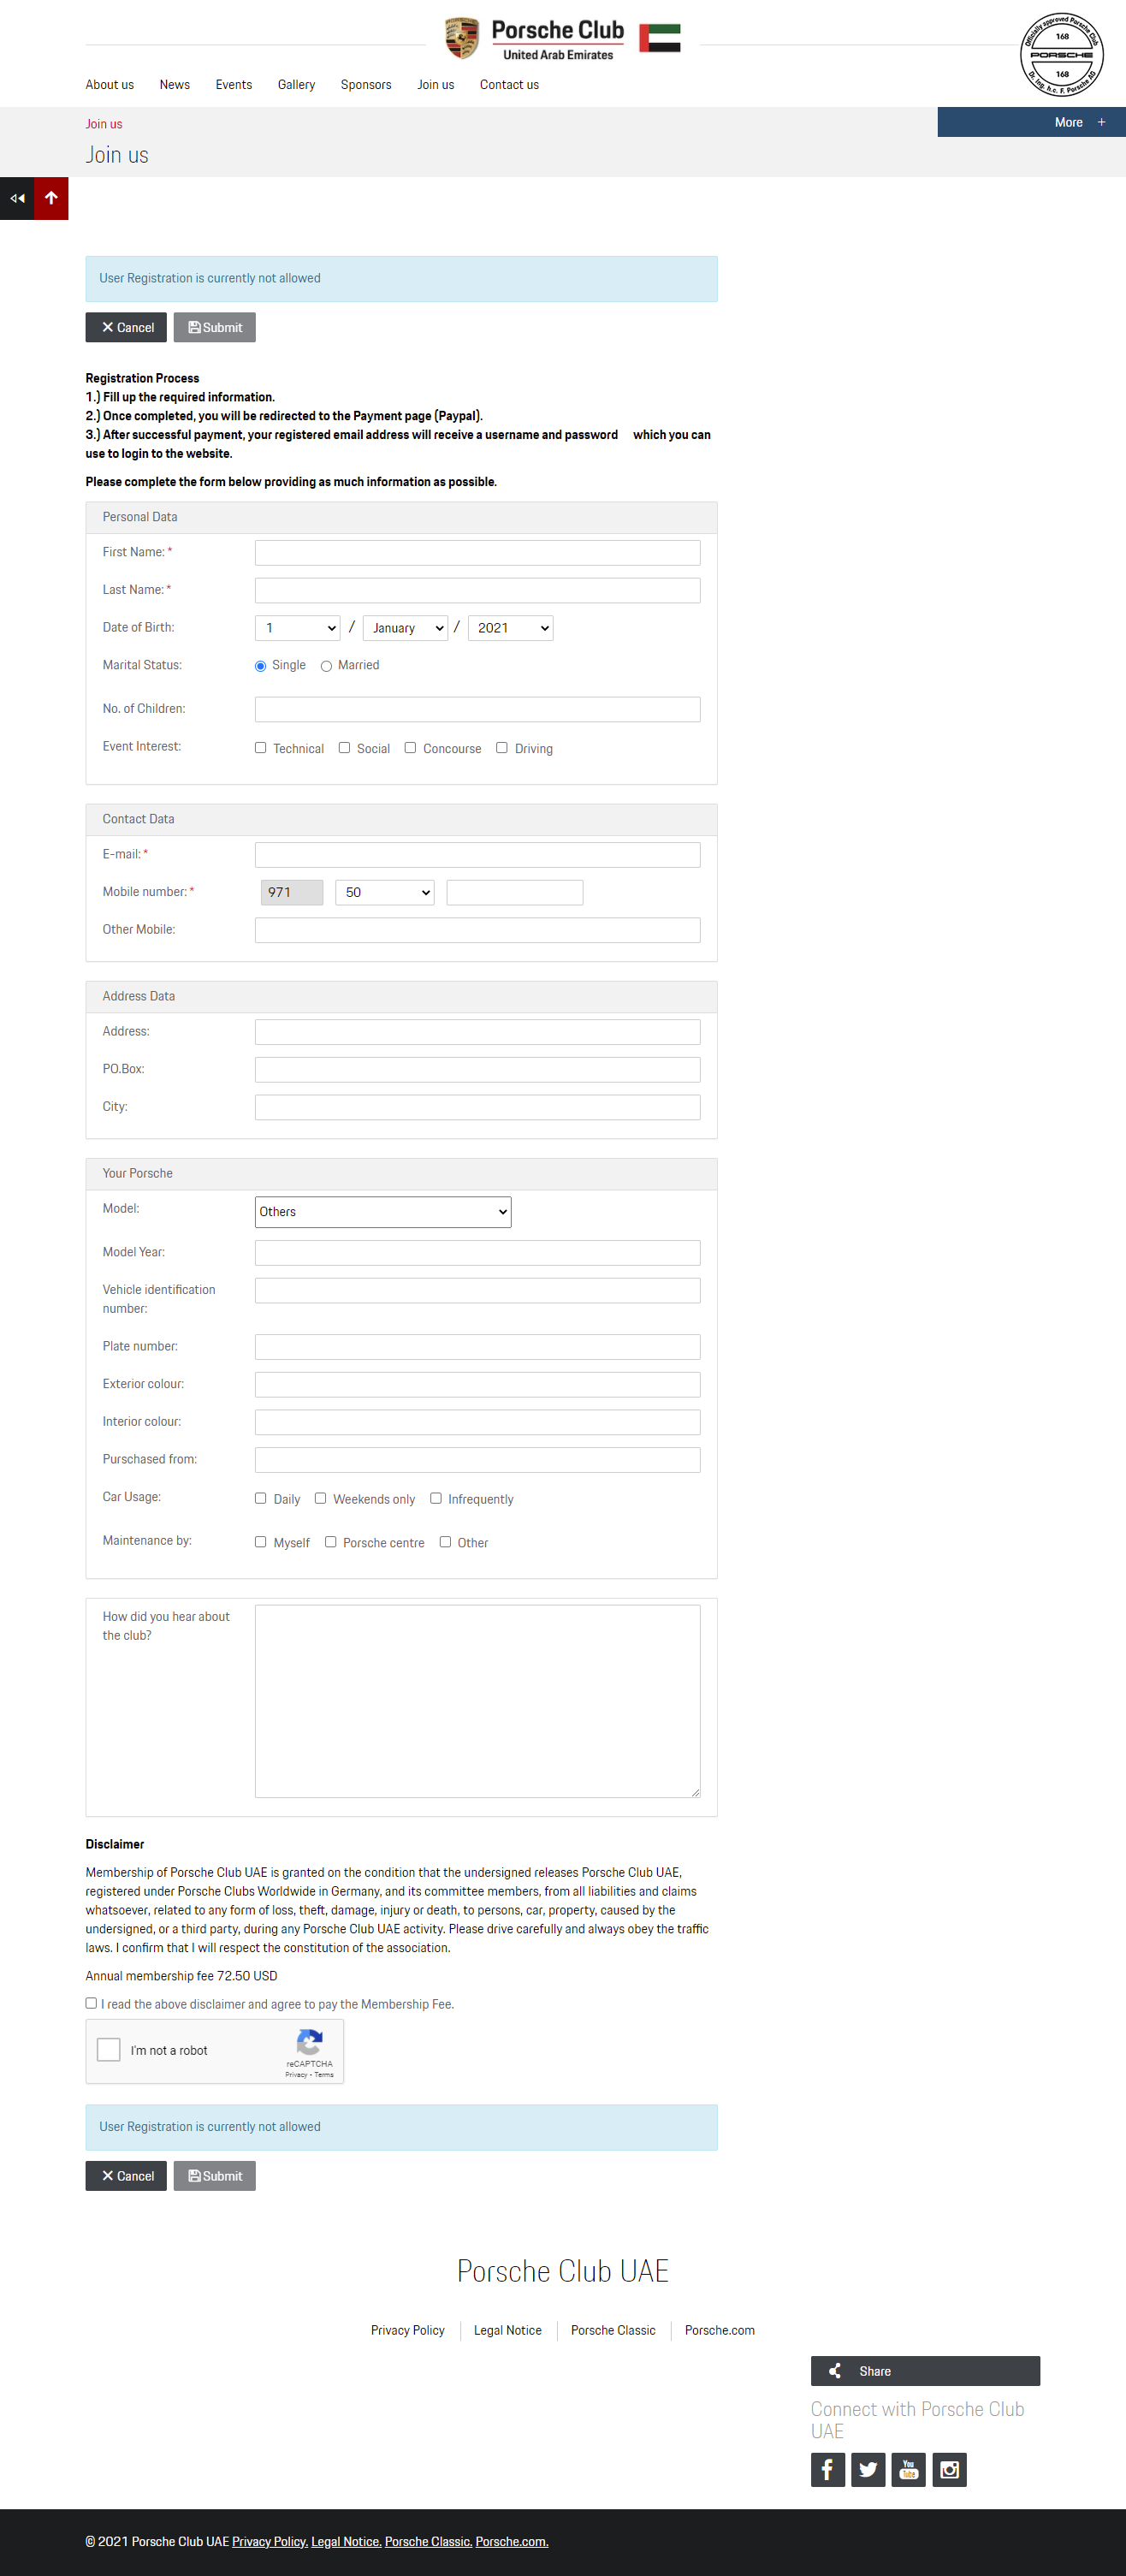 Porsche Club
United Arab Emirates
Officially approved Porsche Club
168
PORSCHE
168
Dr. Ing. h.c. F. Porsche AG
About us News Events Gallery Sponsors Join us Contact us
Join us
More +
Join us
User Registration is currently not allowed
Cancel Submit
Registration Process
1.) Fill up the required information.
2.) Once completed, you will be redirected to the Payment page (Paypal).
3.) After successful payment, your registered email address will receive a username and password which you can
use to login to the website.
Please complete the form below providing as much information as possible.
Personal Data
First Name: *
Last Name: *
Date of Birth: 1 / January / 2021
Marital Status: Single Married
No. of Children:
Event Interest: Technical Social Concourse Driving
Contact Data
E-mail: *
Mobile number: * 971 50
Other Mobile:
Address Data
Address:
PO.Box:
City:
Your Porsche
Model: Others
Model Year:
Vehicle identification
number:
Plate number:
Exterior colour:
Interior colour:
Purschased from:
Car Usage: Daily Weekends only Infrequently
Maintenance by: Myself Porsche centre Other
How did you hear about
the club?
Disclaimer
Membership of Porsche Club UAE is granted on the condition that the undersigned releases Porsche Club UAE,
registered under Porsche Clubs Worldwide in Germany, and its committee members, from all liabilities and claims
whatsoever, related to any form of loss, theft, damage, injury or death, to persons, car, property, caused by the
undersigned, or a third party, during any Porsche Club UAE activity. Please drive carefully and always obey the traffic
laws. I confirm that I will respect the constitution of the association.
Annual membership fee 72.50 USD
I read the above disclaimer and agree to pay the Membership Fee.
I'm not a robot
reCAPTCHA
Privacy - Terms
User Registration is currently not allowed
Cancel Submit
Porsche Club UAE
Privacy Policy Legal Notice Porsche Classic Porsche.com
Share
Connect with Porsche Club
UAE
You
Tube
© 2021 Porsche Club UAE Privacy Policy. Legal Notice. Porsche Classic. Porsche.com.